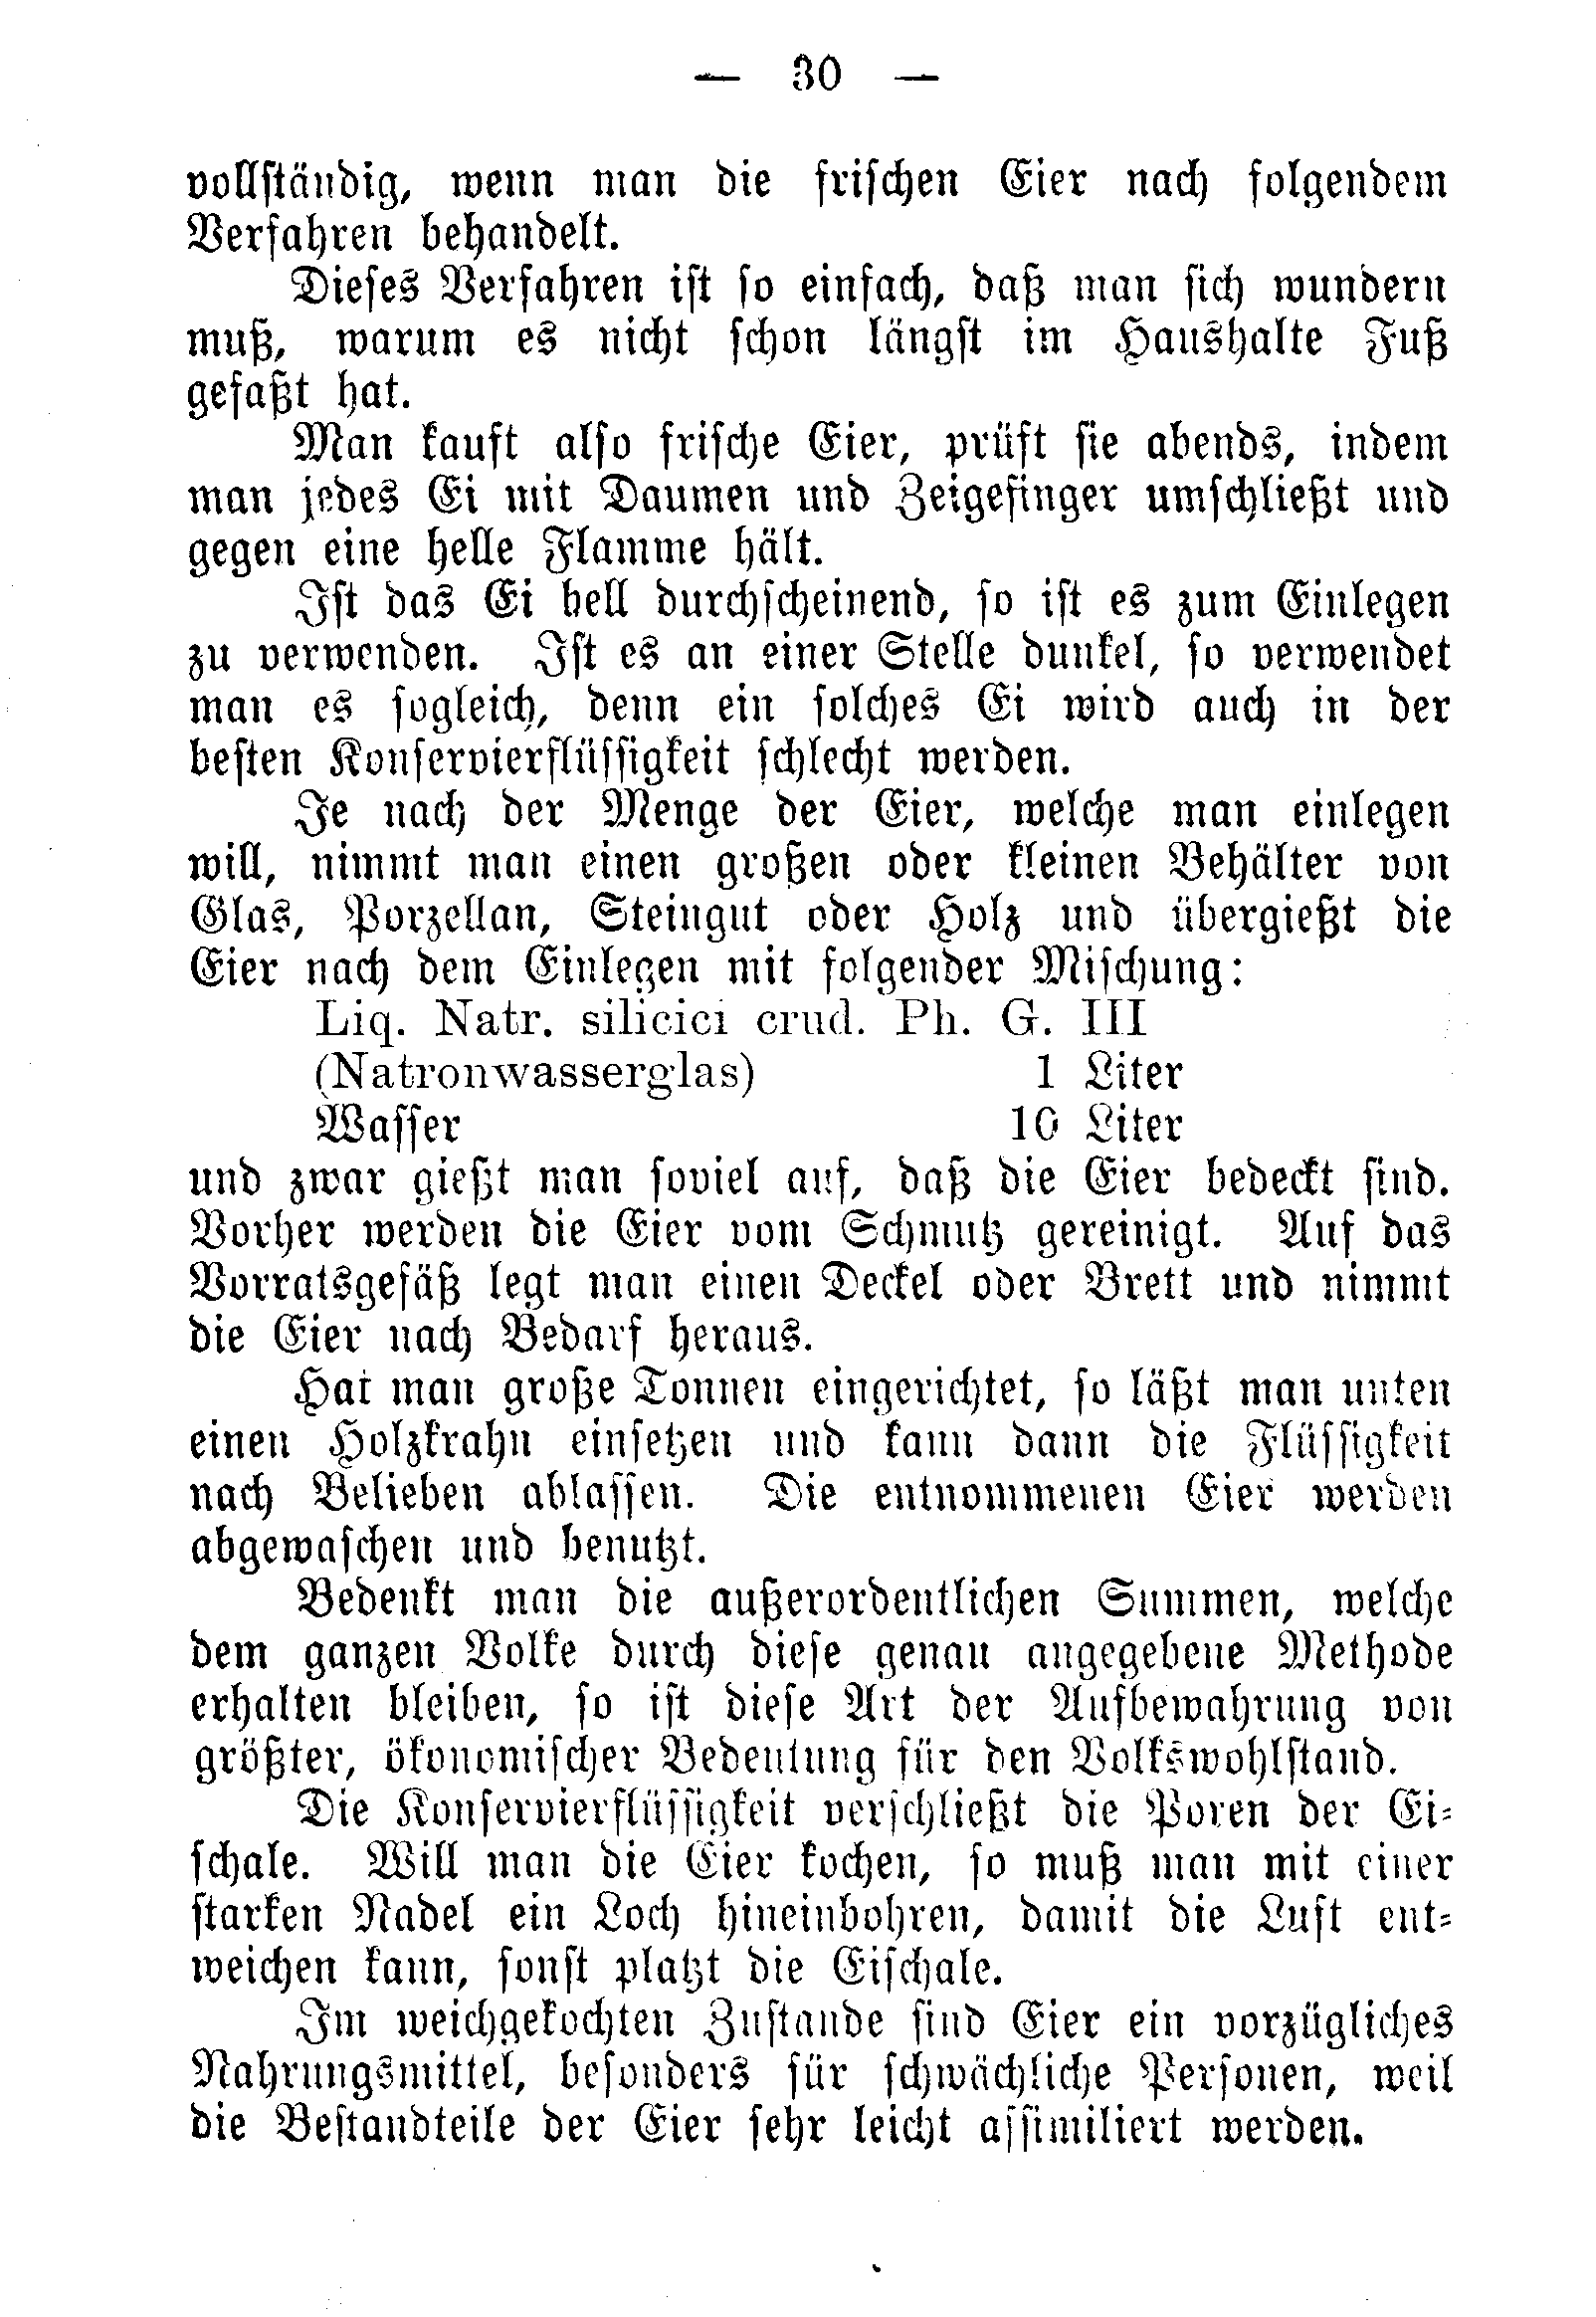 — 30 —
vollständig, wenn man die frischen Eier nach folgendem
Verfahren behandelt.
Dieses Verfahren ist so einfach, daß man sich wundern
muß, warum es nicht schon längst im Haushalte Fuß
gefaßt hat.
Man kauft also frische Eier, prüft sie abends, indem
man jedes Ei mit Daumen und Zeigefinger umschließt und
gegen eine helle Flamme hält.
Ist das Ei hell durchscheinend, so ist es zum Einlegen
zu verwenden. Ist es an einer Stelle dunkel, so verwendet
man es sogleich, denn ein solches Ei wird auch in der
besten Konservierflüssigkeit schlecht werden.
Je nach der Menge der Eier, welche man einlegen
will, nimmt man einen großen oder kleinen Behälter von
Glas, Porzellan, Steingut oder Holz und übergießt die
Eier nach dem Einlegen mit folgender Mischung:
Liq. Natr. silicici crud. Ph. G. III
(Natronwasserglas) 1 Liter
Wasser 10 Liter
und zwar gießt man soviel auf, daß die Eier bedeckt sind.
Vorher werden die Eier vom Schmutz gereinigt. Auf das
Vorratsgefäß legt man einen Deckel oder Brett und nimmt
die Eier nach Bedarf heraus.
Hat man große Tonnen eingerichtet, so läßt man unten
einen Holzkrahn einsetzen und kann dann die Flüssigkeit
nach Belieben ablassen. Die entnommenen Eier werden
abgewaschen und benutzt.
Bedenkt man die außerordentlichen Summen, welche
dem ganzen Volke durch diese genau angegebene Methode
erhalten bleiben, so ist diese Art der Aufbewahrung von
größter, ökonomischer Bedeutung für den Volkswohlstand.
Die Konservierflüssigkeit verschließt die Poren der Ei-
schale. Will man die Eier kochen, so muß man mit einer
starken Nadel ein Loch hineinbohren, damit die Luft ent-
weichen kann, sonst platzt die Eischale.
Im weichgekochten Zustande sind Eier ein vorzügliches
Nahrungsmittel, besonders für schwächliche Personen, weil
die Bestandteile der Eier sehr leicht assimiliert werden.